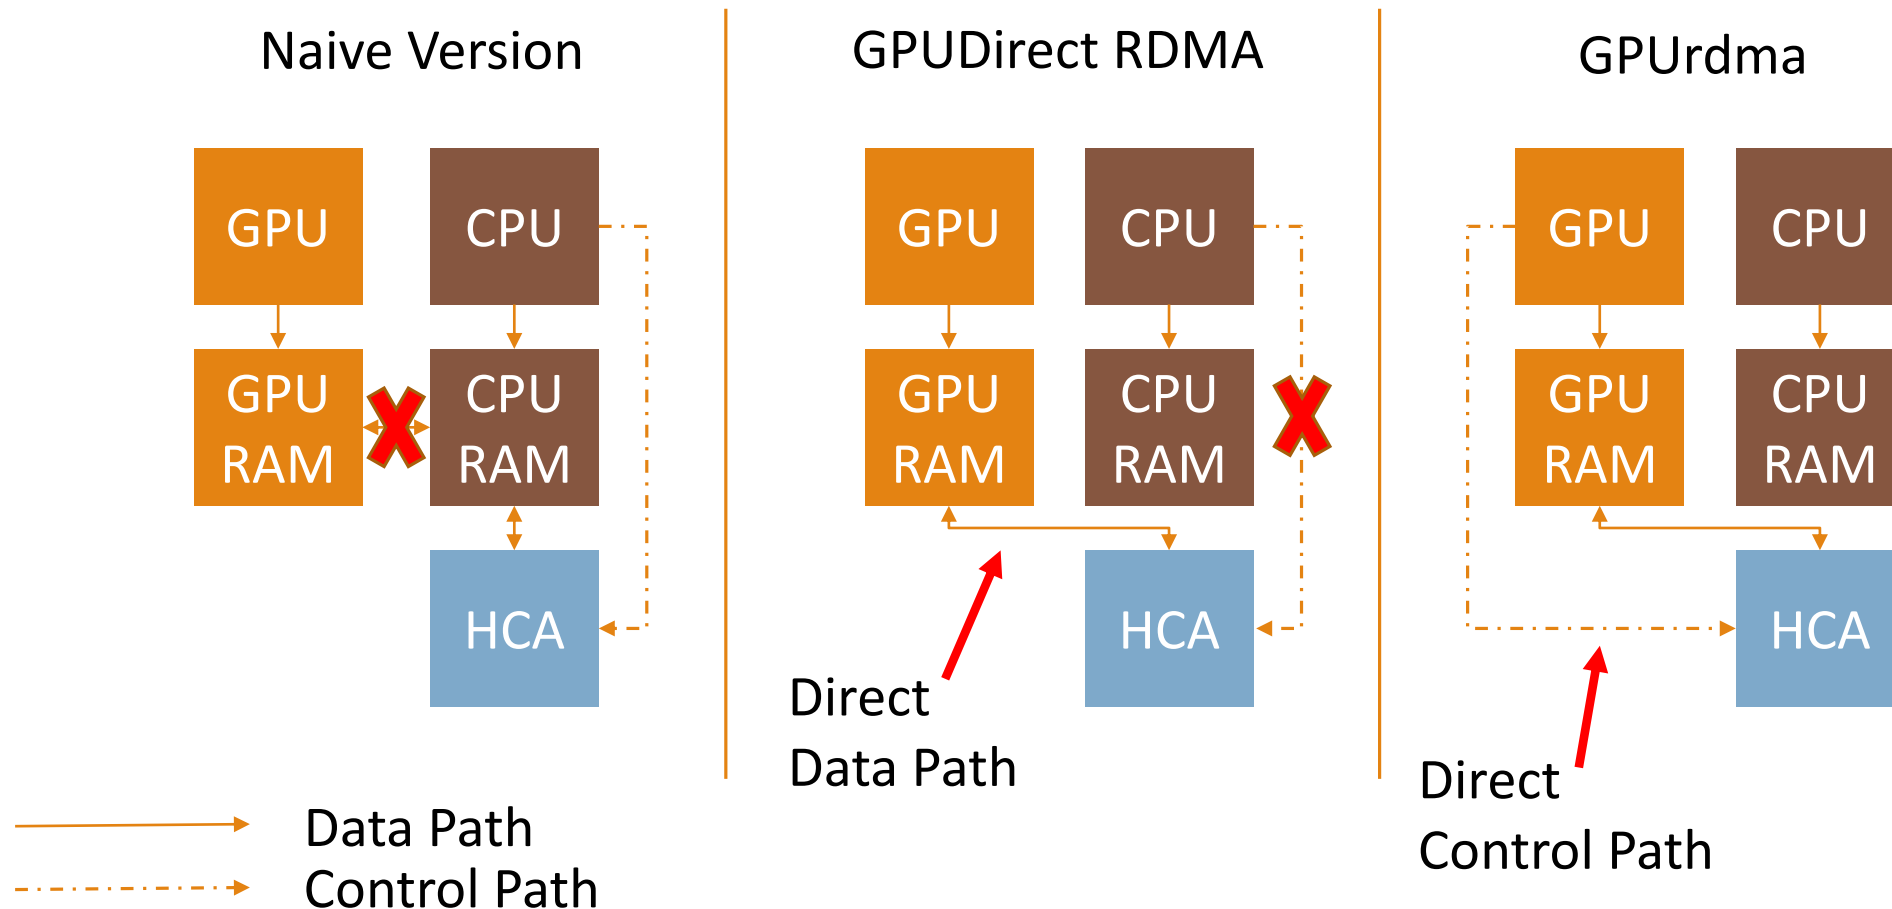 Naive Version
GPU
CPU
GPU
RAM
CPU
RAM
HCA
Data Path
Control Path
GPUDirect RDMA
GPU
CPU
GPU
RAM
CPU
RAM
HCA
Direct
Data Path
GPUrdma
GPU
CPU
GPU
RAM
CPU
RAM
HCA
Direct
Control Path